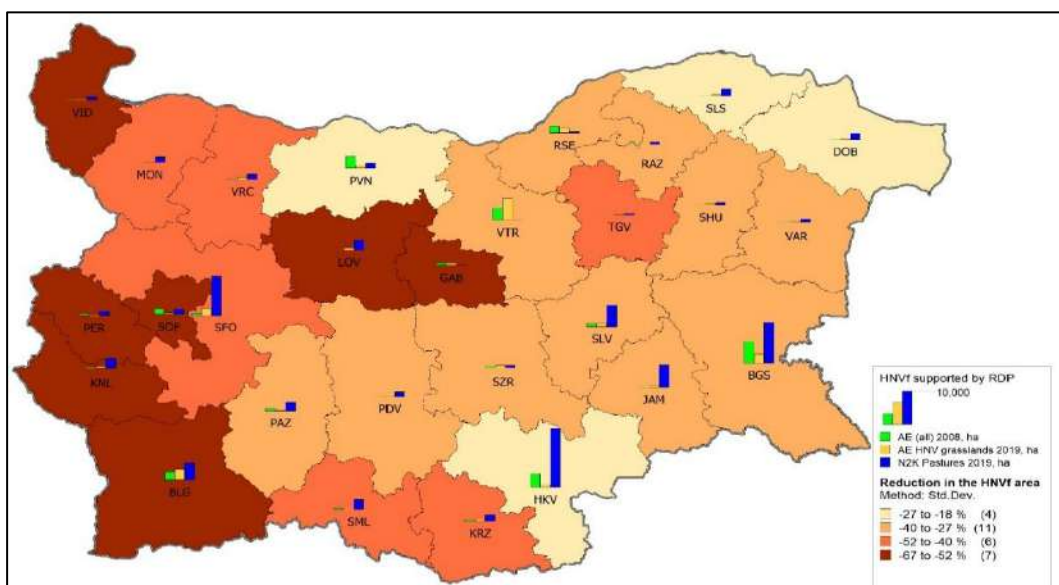 VID
MON
VRC
PVN
RSE
RAZ
SLS
DOB
LOV
GAB
VTR
TGV
SHU
VAR
PER
SOF
SFO
KNL
PAZ
PDV
SZR
SLV
JAM
BGS
BLG
SML
KRZ
HKV
HNVf supported by RDP
10,000
AE (all) 2008, ha
AE HNV grasslands 2019, ha
N2K Pastures 2019, ha
Reduction in the HNVf area
Method: Std.Dev.
-27 to -18 % (4)
-40 to -27 % (11)
-52 to -40 % (6)
-67 to -52 % (7)